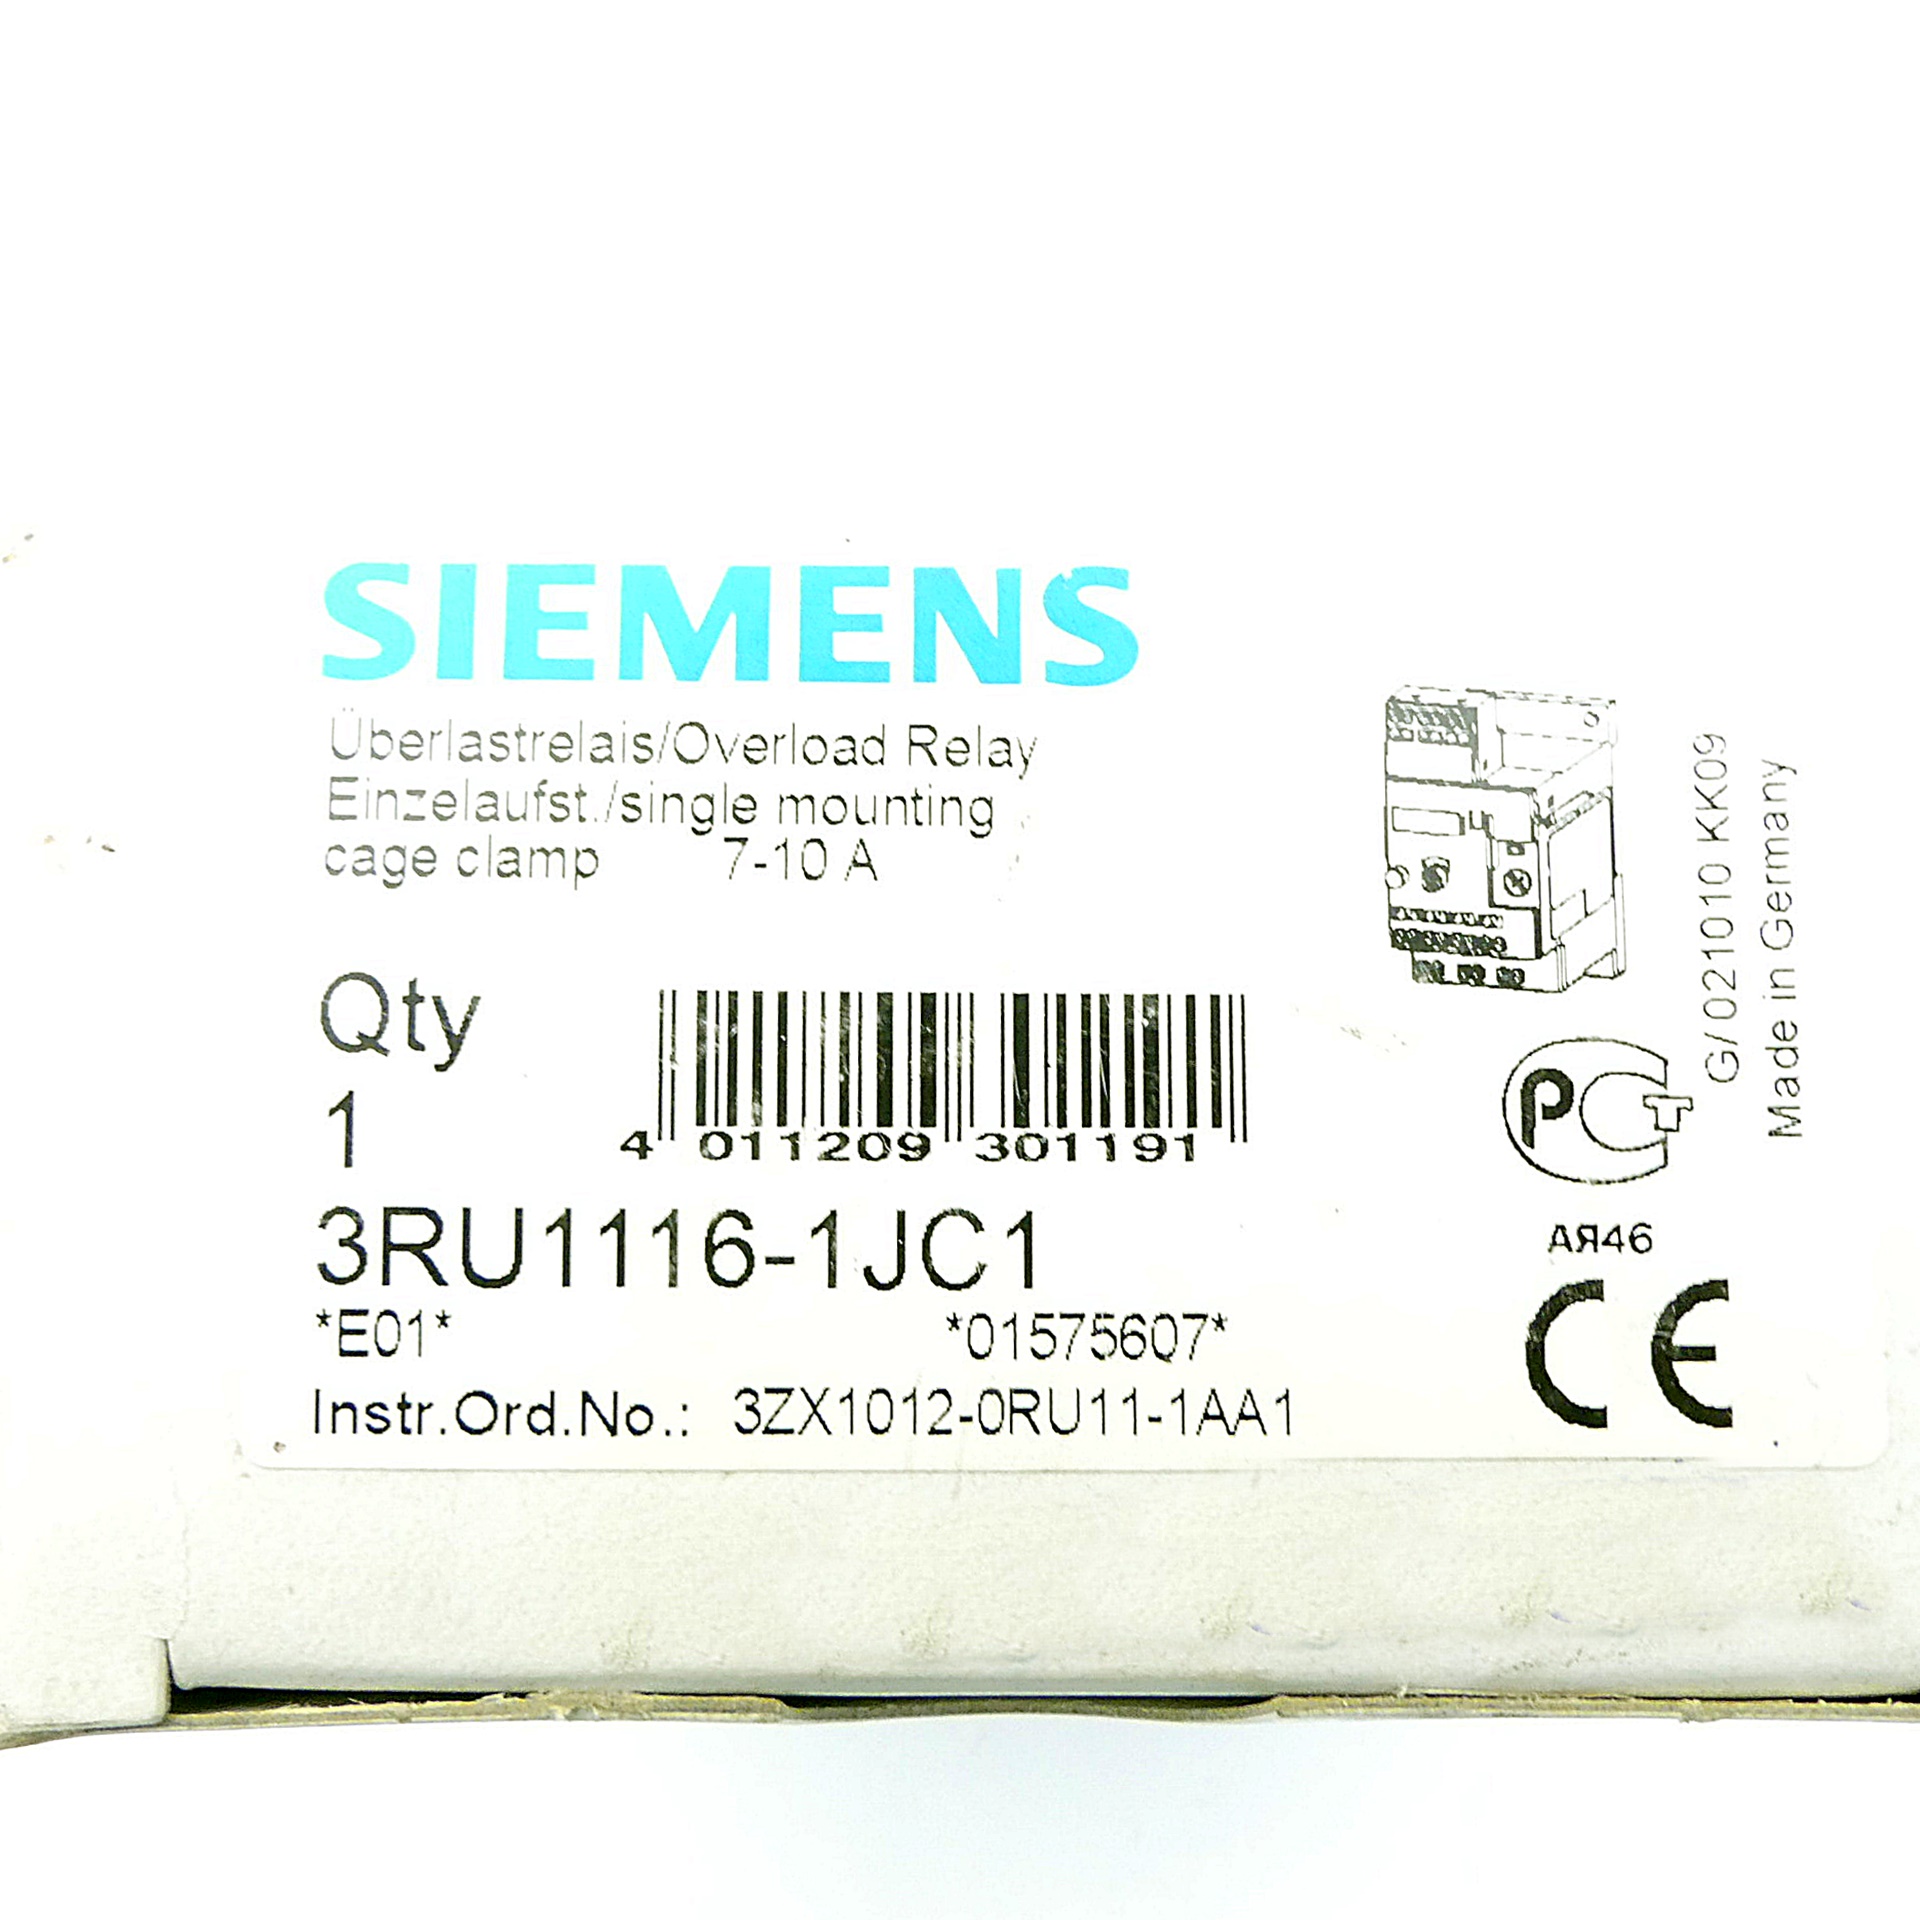 SIEMENS
Überlastrelais/Overload Relay
Einzelaufst./single mounting
cage clamp 7-10 A
Qty
1
4 011209 301191
3RU1116-1JC1
*E01* *01575607*
Instr.Ord.No.: 3ZX1012-0RU11-1AA1
G/021010 KK09
Made in Germany
PCT
АЯ46
CE